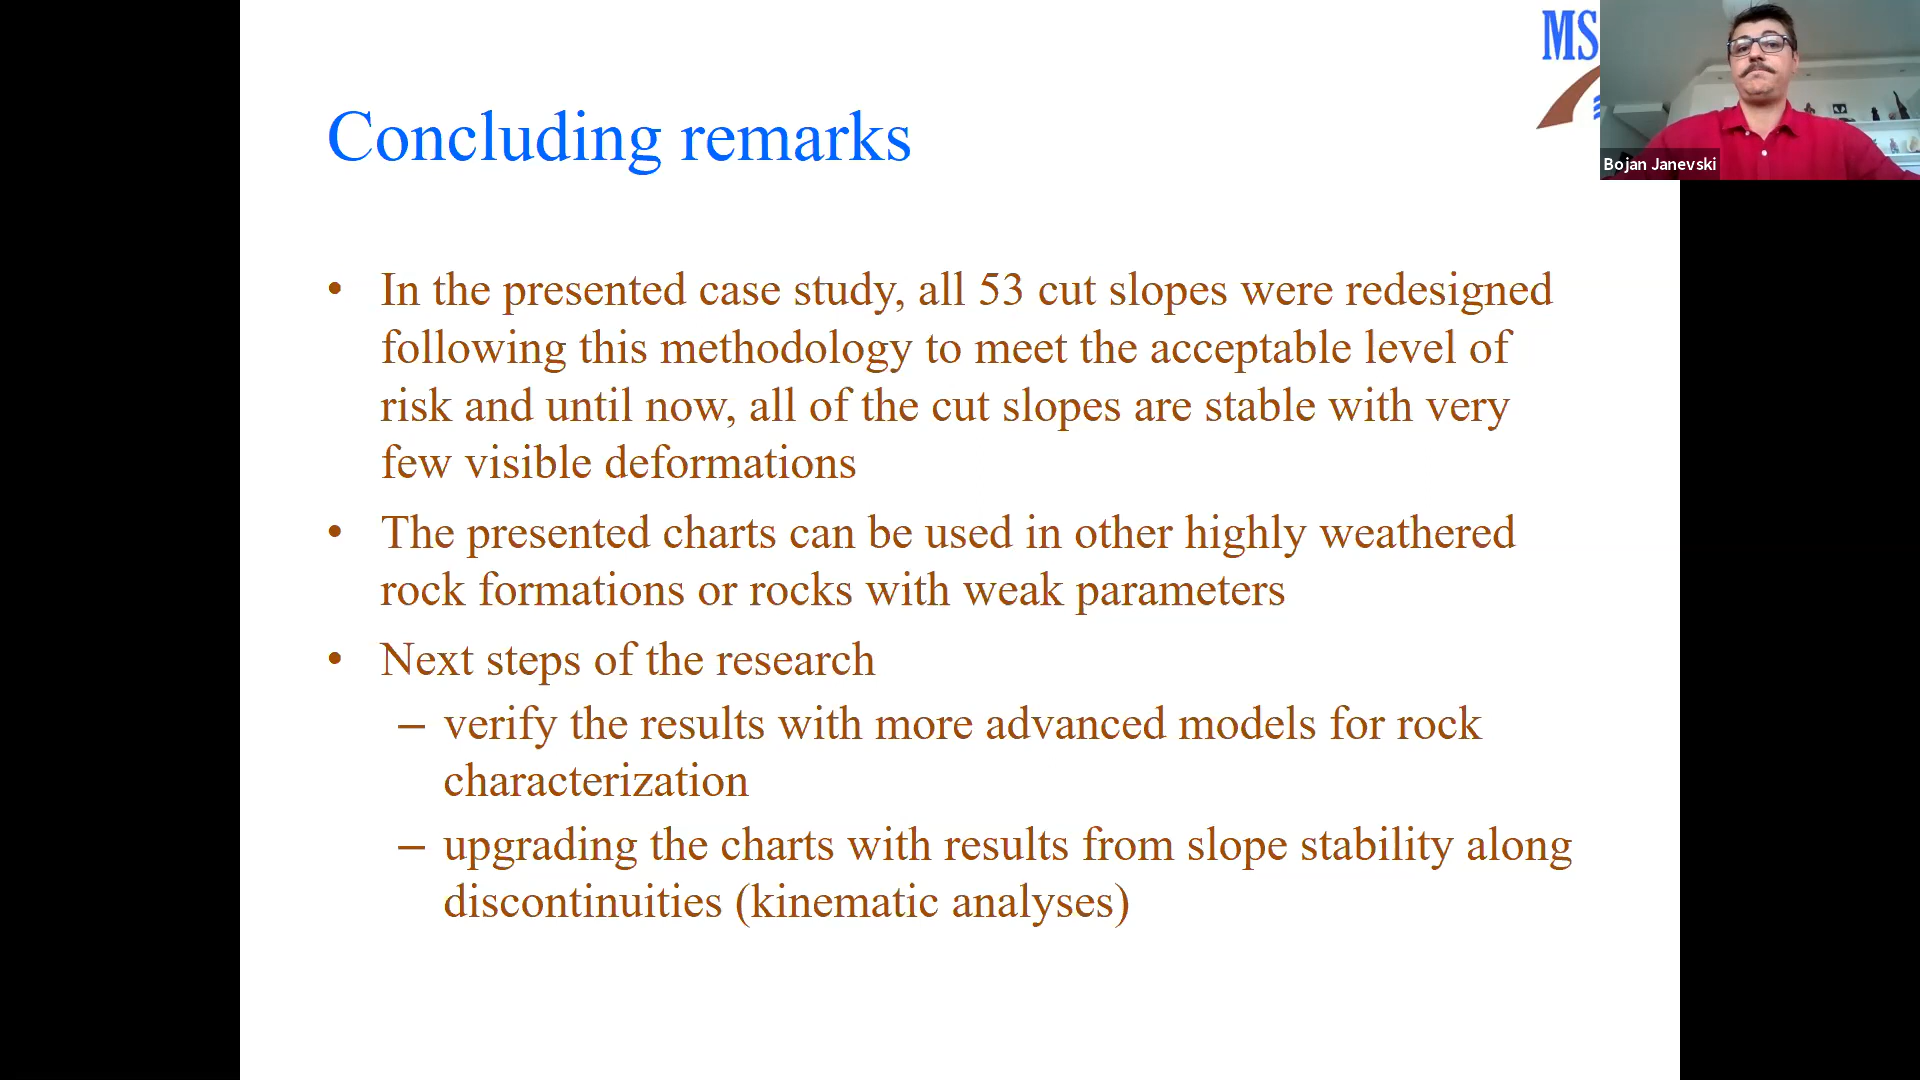 MS
Concluding remarks
Bojan Janevski
• In the presented case study, all 53 cut slopes were redesigned
following this methodology to meet the acceptable level of
risk and until now, all of the cut slopes are stable with very
few visible deformations
• The presented charts can be used in other highly weathered
rock formations or rocks with weak parameters
• Next steps of the research
– verify the results with more advanced models for rock
characterization
– upgrading the charts with results from slope stability along
discontinuities (kinematic analyses)